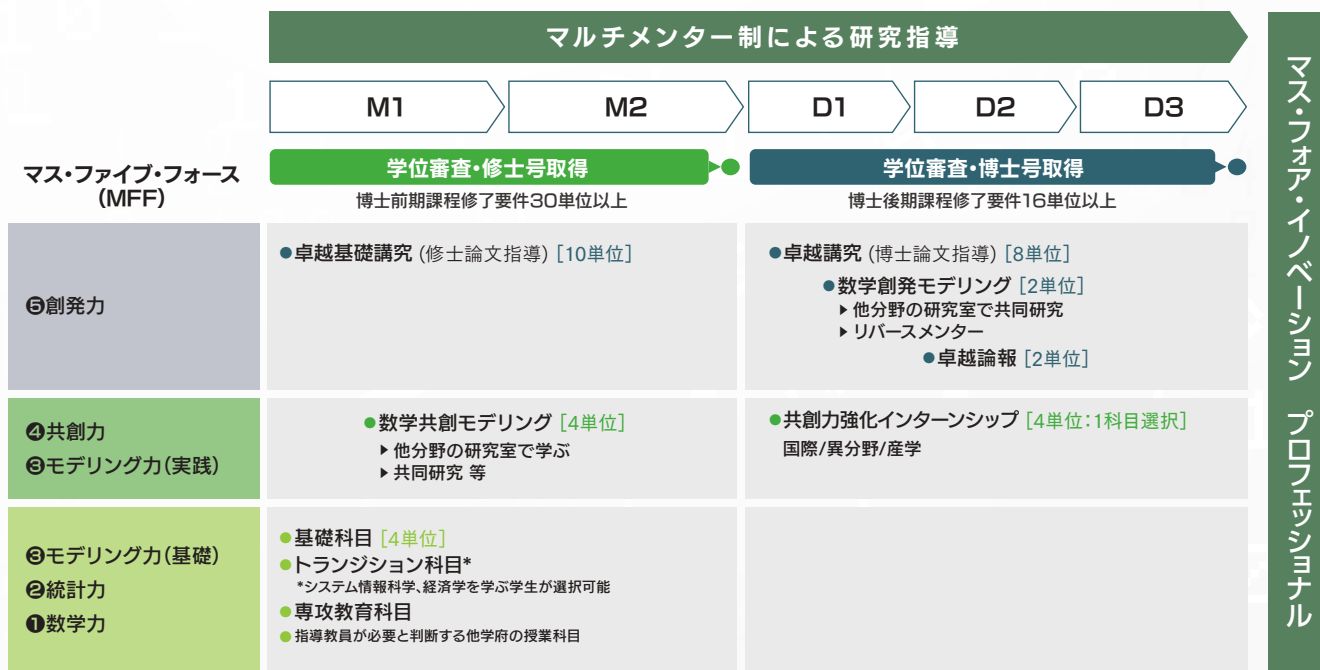 マルチメンター制による研究指導
M1
M2
D1
D2
D3
マス・ファイブ・フォース
(MFF)
学位審査・修士号取得
博士前期課程修了要件30単位以上
学位審査・博士号取得
博士後期課程修了要件16単位以上
❺創発力
●卓越基礎講究 (修士論文指導) [10単位]
●卓越講究 (博士論文指導) [8単位]
●数学創発モデリング [2単位]
▶ 他分野の研究室で共同研究
▶ リバースメンター
●卓越論報 [2単位]
❹共創力
❸モデリング力(実践)
●数学共創モデリング [4単位]
▶ 他分野の研究室で学ぶ
▶ 共同研究 等
●共創力強化インターンシップ [4単位:1科目選択]
国際/異分野/産学
❸モデリング力(基礎)
❷統計力
❶数学力
●基礎科目 [4単位]
●トランジション科目*
*システム情報科学、経済学を学ぶ学生が選択可能
●専攻教育科目
●指導教員が必要と判断する他学府の授業科目
マス・フォア・イノベーション プロフェッショナル